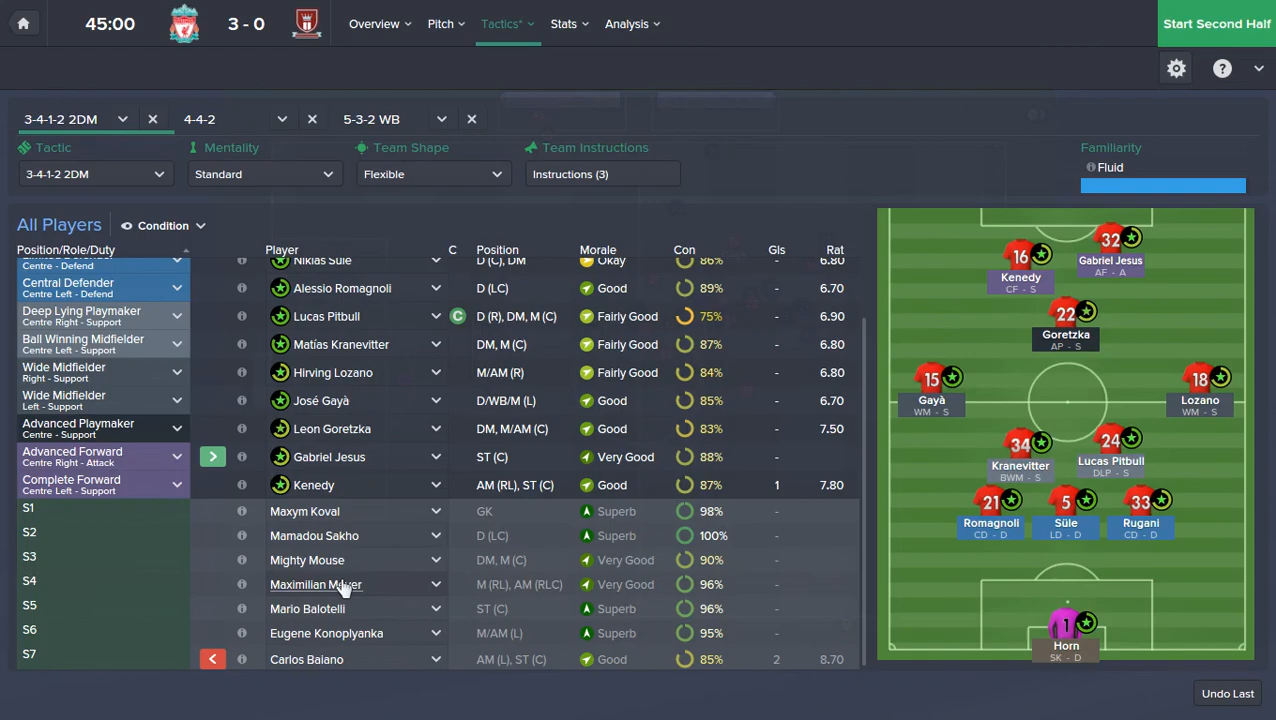 45:00 3 - 0 Overview Pitch Tactics* Stats Analysis Start Second Half
?
3-4-1-2 2DM 4-4-2 5-3-2 WB
Tactic Mentality Team Shape Team Instructions Familiarity
3-4-1-2 2DM Standard Flexible Instructions (3) Fluid
All Players Condition
Position/Role/Duty Player C Position Morale Con Gls Rat
Limited Defender
Centre - Defend Niklas Süle D (C), DM Okay 86% - 6.80
Central Defender
Centre Left - Defend Alessio Romagnoli D (LC) Good 89% - 6.70
Deep Lying Playmaker
Centre Right - Support Lucas Pitbull C D (R), DM, M (C) Fairly Good 75% - 6.90
Ball Winning Midfielder
Centre Left - Support Matías Kranevitter DM, M (C) Good 87% - 6.80
Wide Midfielder
Right - Support Hirving Lozano M/AM (R) Fairly Good 84% - 6.80
Wide Midfielder
Left - Support José Gayà D/WB/M (L) Good 85% - 6.70
Advanced Playmaker
Centre - Support Leon Goretzka DM, M/AM (C) Good 83% - 7.50
Advanced Forward
Centre Right - Attack Gabriel Jesus ST (C) Very Good 88% -
Complete Forward
Centre Left - Support Kenedy AM (RL), ST (C) Good 87% 1 7.80
S1 Maxym Koval GK Superb 98% -
S2 Mamadou Sakho D (LC) Superb 100% -
S3 Mighty Mouse DM, M (C) Very Good 90% -
S4 Maximilian M M (RL), AM (RLC) Very Good 96% -
S5 Mario Balotelli ST (C) Superb 96% -
S6 Eugene Konoplyanka M/AM (L) Superb 95% -
S7 Carlos Baiano AM (L), ST (C) Good 85% 2 8.70
32
Gabriel Jesus
AF - A
16
Kenedy
CF - S
22
Goretzka
AP - S
15
Gayà
WM - S
18
Lozano
WM - S
34
Kranevitter
BWM - S
24
Lucas Pitbull
DLP - S
21
Romagnoli
CD - D
5
Süle
LD - D
33
Rugani
CD - D
1
Horn
SK - D
Undo Last